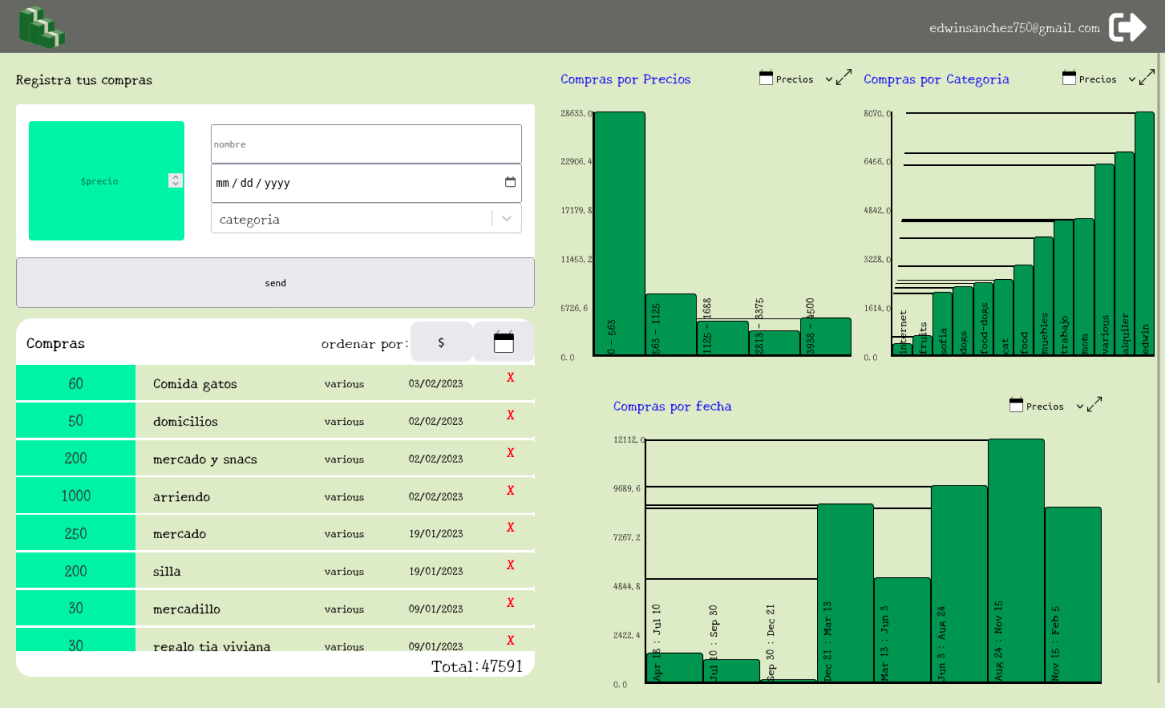 edwinsanchez750@gmail.com
Registra tus compras
$precio
nombre
mm/dd/yyyy
categoria
send
Compras ordenar por: $
60 Comida gatos various 03/02/2023 X
50 domicilios various 02/02/2023 X
200 mercado y snacs various 02/02/2023 X
1000 arriendo various 02/02/2023 X
250 mercado various 19/01/2023 X
200 silla various 19/01/2023 X
30 mercadillo various 09/01/2023 X
30 regalo tia viviana various 09/01/2023 X
Total:47591
Compras por Precios
Precios
28633.0
22906.4
17179.8
11453.2
5726.6
0.0
0 - 563
563 - 1125
1125 - 1688
2813 - 3375
3938 - 4500
Compras por Categoria
Precios
8070.0
6456.0
4842.0
3228.0
1614.0
0.0
internet
fruits
sofia
dogs
food-dogs
cat
food
muebles
trabajo
mom
various
alquiler
edwin
Compras por fecha
Precios
12112.0
9689.6
7267.2
4844.8
2422.4
0.0
Apr 18 : Jul 10
Jul 10 : Sep 30
Sep 30 : Dec 21
Dec 21 : Mar 13
Mar 13 : Jun 3
Jun 3 : Aug 24
Aug 24 : Nov 15
Nov 15 : Feb 5